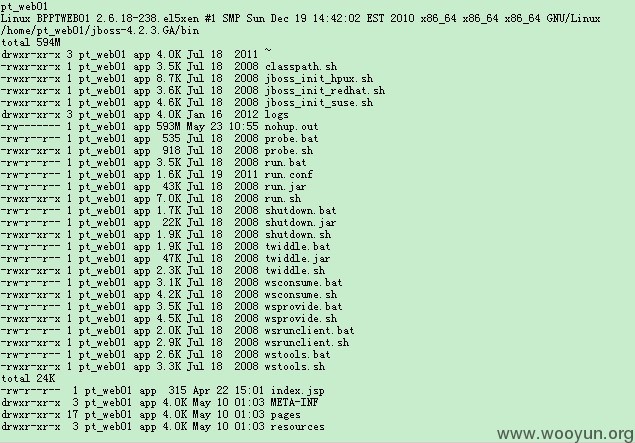 pt_web01
Linux BPPTWEB01 2.6.18-238.el5xen #1 SMP Sun Dec 19 14:42:02 EST 2010 x86_64 x86_64 x86_64 GNU/Linux
/home/pt_web01/jboss-4.2.3.GA/bin
total 594M
drwxr-xr-x 3 pt_web01 app 4.0K Jul 18  2011 ~
-rwxr-xr-x 1 pt_web01 app 3.5K Jul 18  2008 classpath.sh
-rwxr-xr-x 1 pt_web01 app 8.7K Jul 18  2008 jboss_init_hpux.sh
-rwxr-xr-x 1 pt_web01 app 3.6K Jul 18  2008 jboss_init_redhat.sh
-rwxr-xr-x 1 pt_web01 app 4.6K Jul 18  2008 jboss_init_suse.sh
drwxr-xr-x 3 pt_web01 app 4.0K Jan 16  2012 logs
-rw------- 1 pt_web01 app 593M May 23 10:55 nohup.out
-rw-r--r-- 1 pt_web01 app  535 Jul 18  2008 probe.bat
-rwxr-xr-x 1 pt_web01 app  918 Jul 18  2008 probe.sh
-rw-r--r-- 1 pt_web01 app 3.5K Jul 18  2008 run.bat
-rw-r--r-- 1 pt_web01 app 1.6K Jul 19  2011 run.conf
-rw-r--r-- 1 pt_web01 app  43K Jul 18  2008 run.jar
-rwxr-xr-x 1 pt_web01 app 7.0K Jul 18  2008 run.sh
-rw-r--r-- 1 pt_web01 app 1.7K Jul 18  2008 shutdown.bat
-rw-r--r-- 1 pt_web01 app  22K Jul 18  2008 shutdown.jar
-rwxr-xr-x 1 pt_web01 app 1.9K Jul 18  2008 shutdown.sh
-rw-r--r-- 1 pt_web01 app 1.9K Jul 18  2008 twiddle.bat
-rw-r--r-- 1 pt_web01 app  47K Jul 18  2008 twiddle.jar
-rwxr-xr-x 1 pt_web01 app 2.3K Jul 18  2008 twiddle.sh
-rw-r--r-- 1 pt_web01 app 3.1K Jul 18  2008 wsconsume.bat
-rwxr-xr-x 1 pt_web01 app 4.2K Jul 18  2008 wsconsume.sh
-rw-r--r-- 1 pt_web01 app 3.5K Jul 18  2008 wsprovide.bat
-rwxr-xr-x 1 pt_web01 app 4.5K Jul 18  2008 wsprovide.sh
-rw-r--r-- 1 pt_web01 app 2.0K Jul 18  2008 wsrunclient.bat
-rwxr-xr-x 1 pt_web01 app 2.9K Jul 18  2008 wsrunclient.sh
-rw-r--r-- 1 pt_web01 app 2.4K Jul 18  2008 wstools.bat
-rwxr-xr-x 1 pt_web01 app 3.3K Jul 18  2008 wstools.sh
total 24K
-rw-r--r--  1 pt_web01 app  315 Apr 22 15:01 index.jsp
drwxr-xr-x  3 pt_web01 app 4.0K May 10 01:03 META-INF
drwxr-xr-x 17 pt_web01 app 4.0K May 10 01:03 pages
drwxr-xr-x  3 pt_web01 app 4.0K May 10 01:03 resources
www.wooyun.org